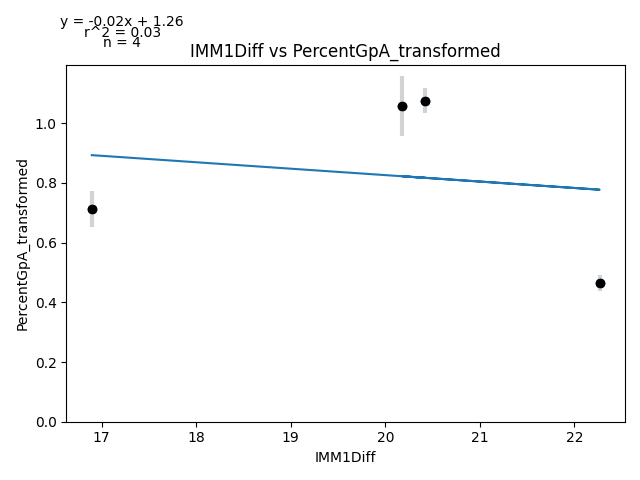 y = -0.02x + 1.26
r^2 = 0.03
n = 4
IMM1Diff vs PercentGpA_transformed
PercentGpA_transformed
1.0
0.8
0.6
0.4
0.2
0.0
17 18 19 20 21 22
IMM1Diff